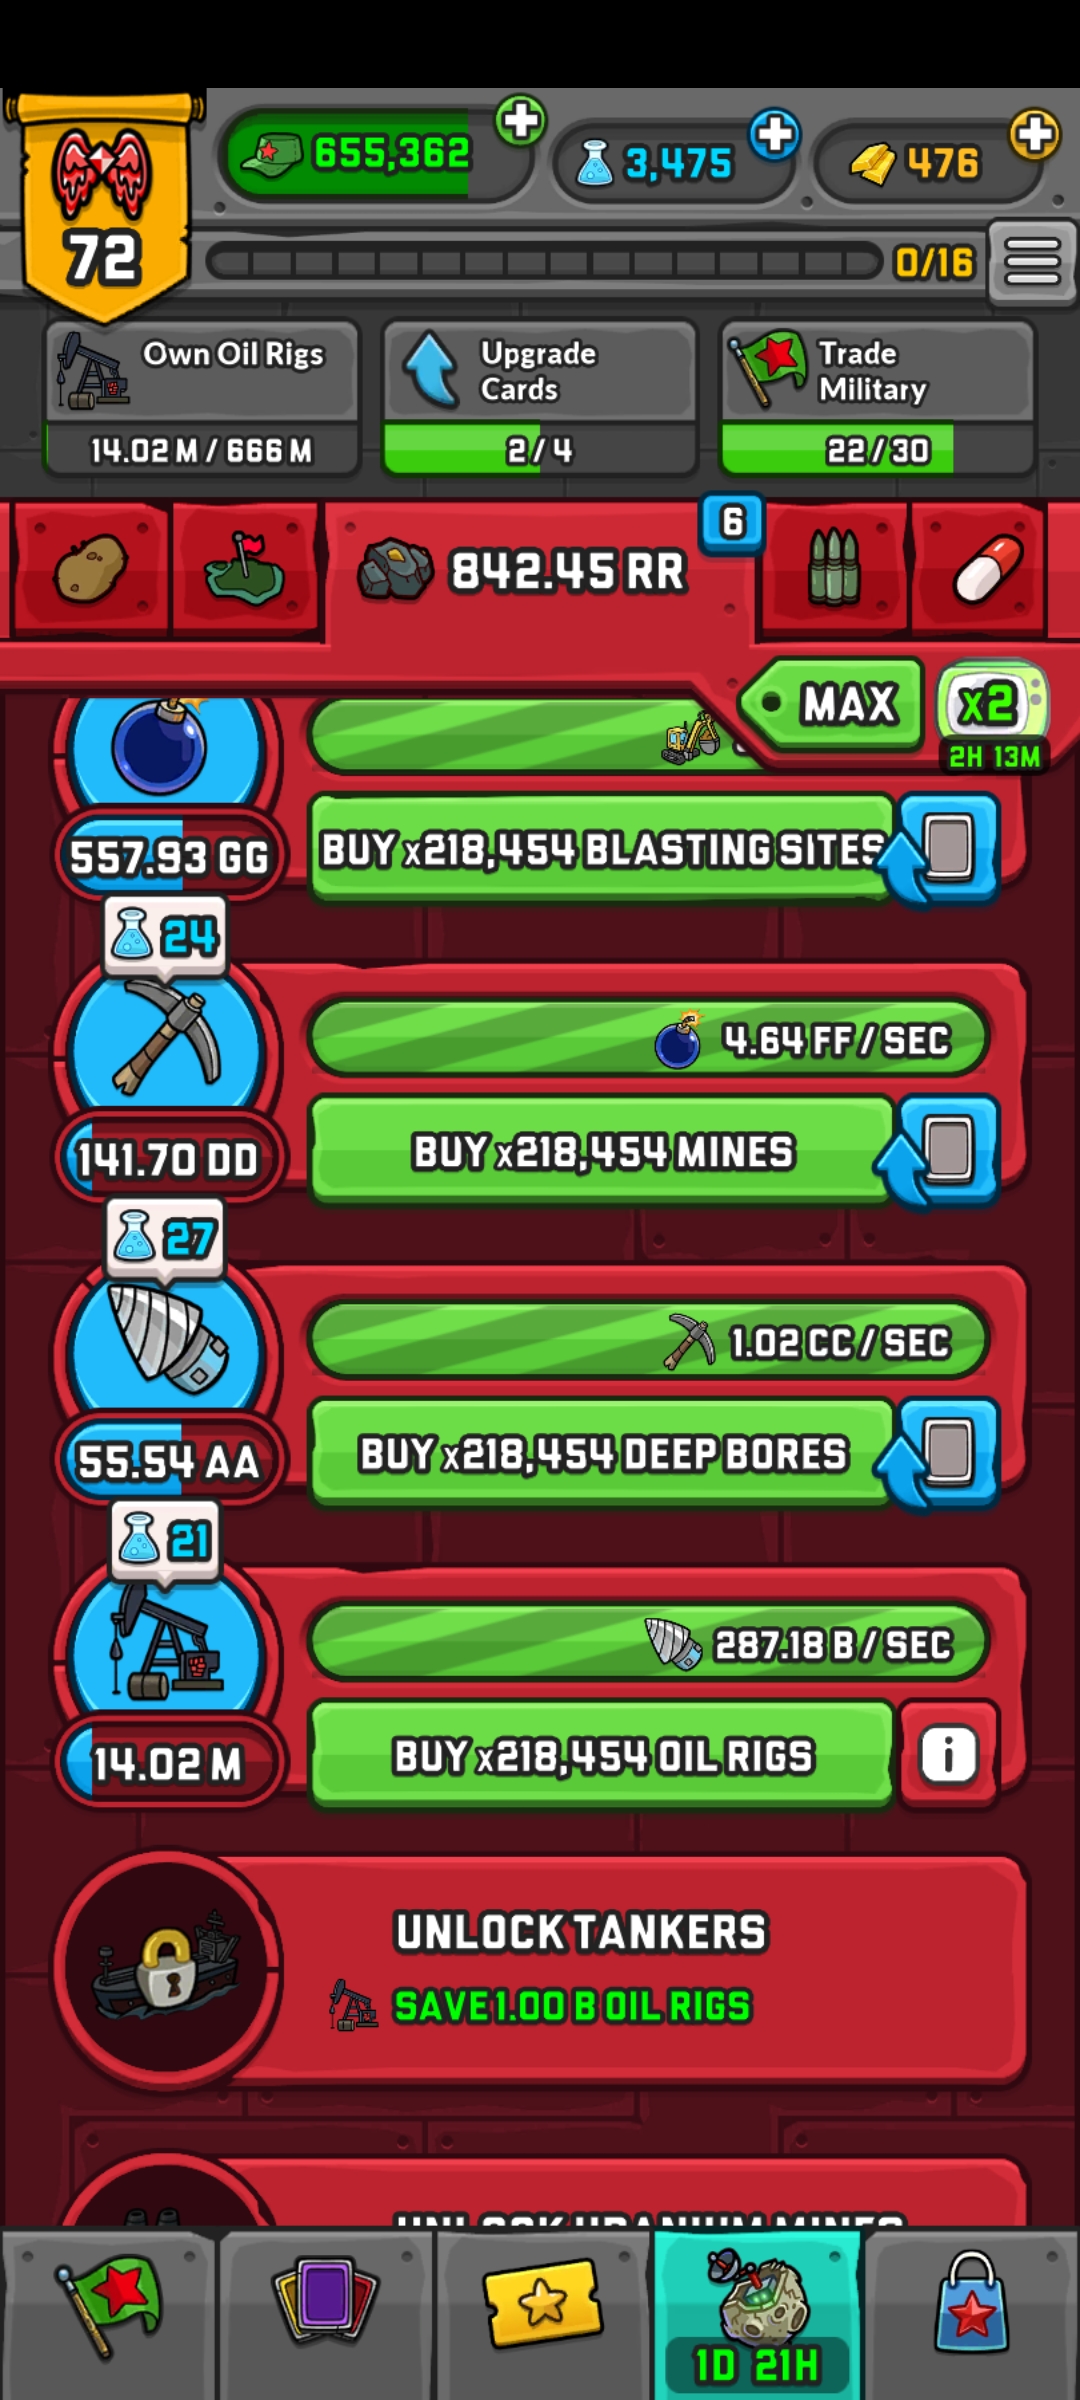 655,362
3,475
476
72
0/16
Own Oil Rigs
14.02 M / 666 M
Upgrade
Cards
2 / 4
Trade
Military
22 / 30
842.45 RR
6
MAX
x2
2H 13M
557.93 GG
BUY x218,454 BLASTING SITES
24
4.64 FF / SEC
141.70 DD
BUY x218,454 MINES
27
1.02 CC / SEC
55.54 AA
BUY x218,454 DEEP BORES
21
287.18 B / SEC
14.02 M
BUY x218,454 OIL RIGS
i
UNLOCK TANKERS
SAVE 1.00 B OIL RIGS
UNLOCK URANIUM MINES
1D 21H